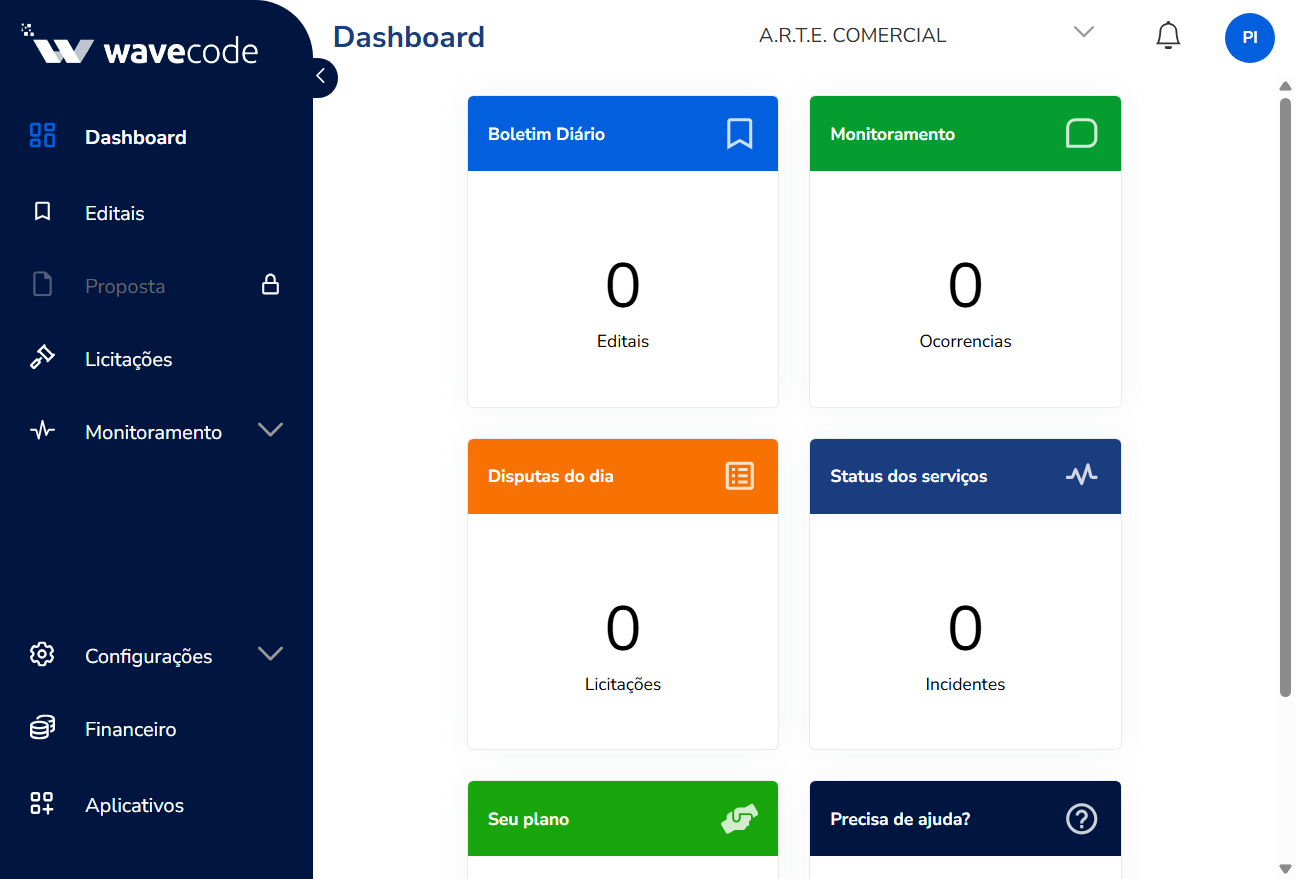 wavecode
Dashboard
Editais
Proposta
Licitações
Monitoramento
Configurações
Financeiro
Aplicativos
Dashboard
A.R.T.E. COMERCIAL
PI
Boletim Diário
0
Editais
Monitoramento
0
Ocorrencias
Disputas do dia
0
Licitações
Status dos serviços
0
Incidentes
Seu plano
Precisa de ajuda?